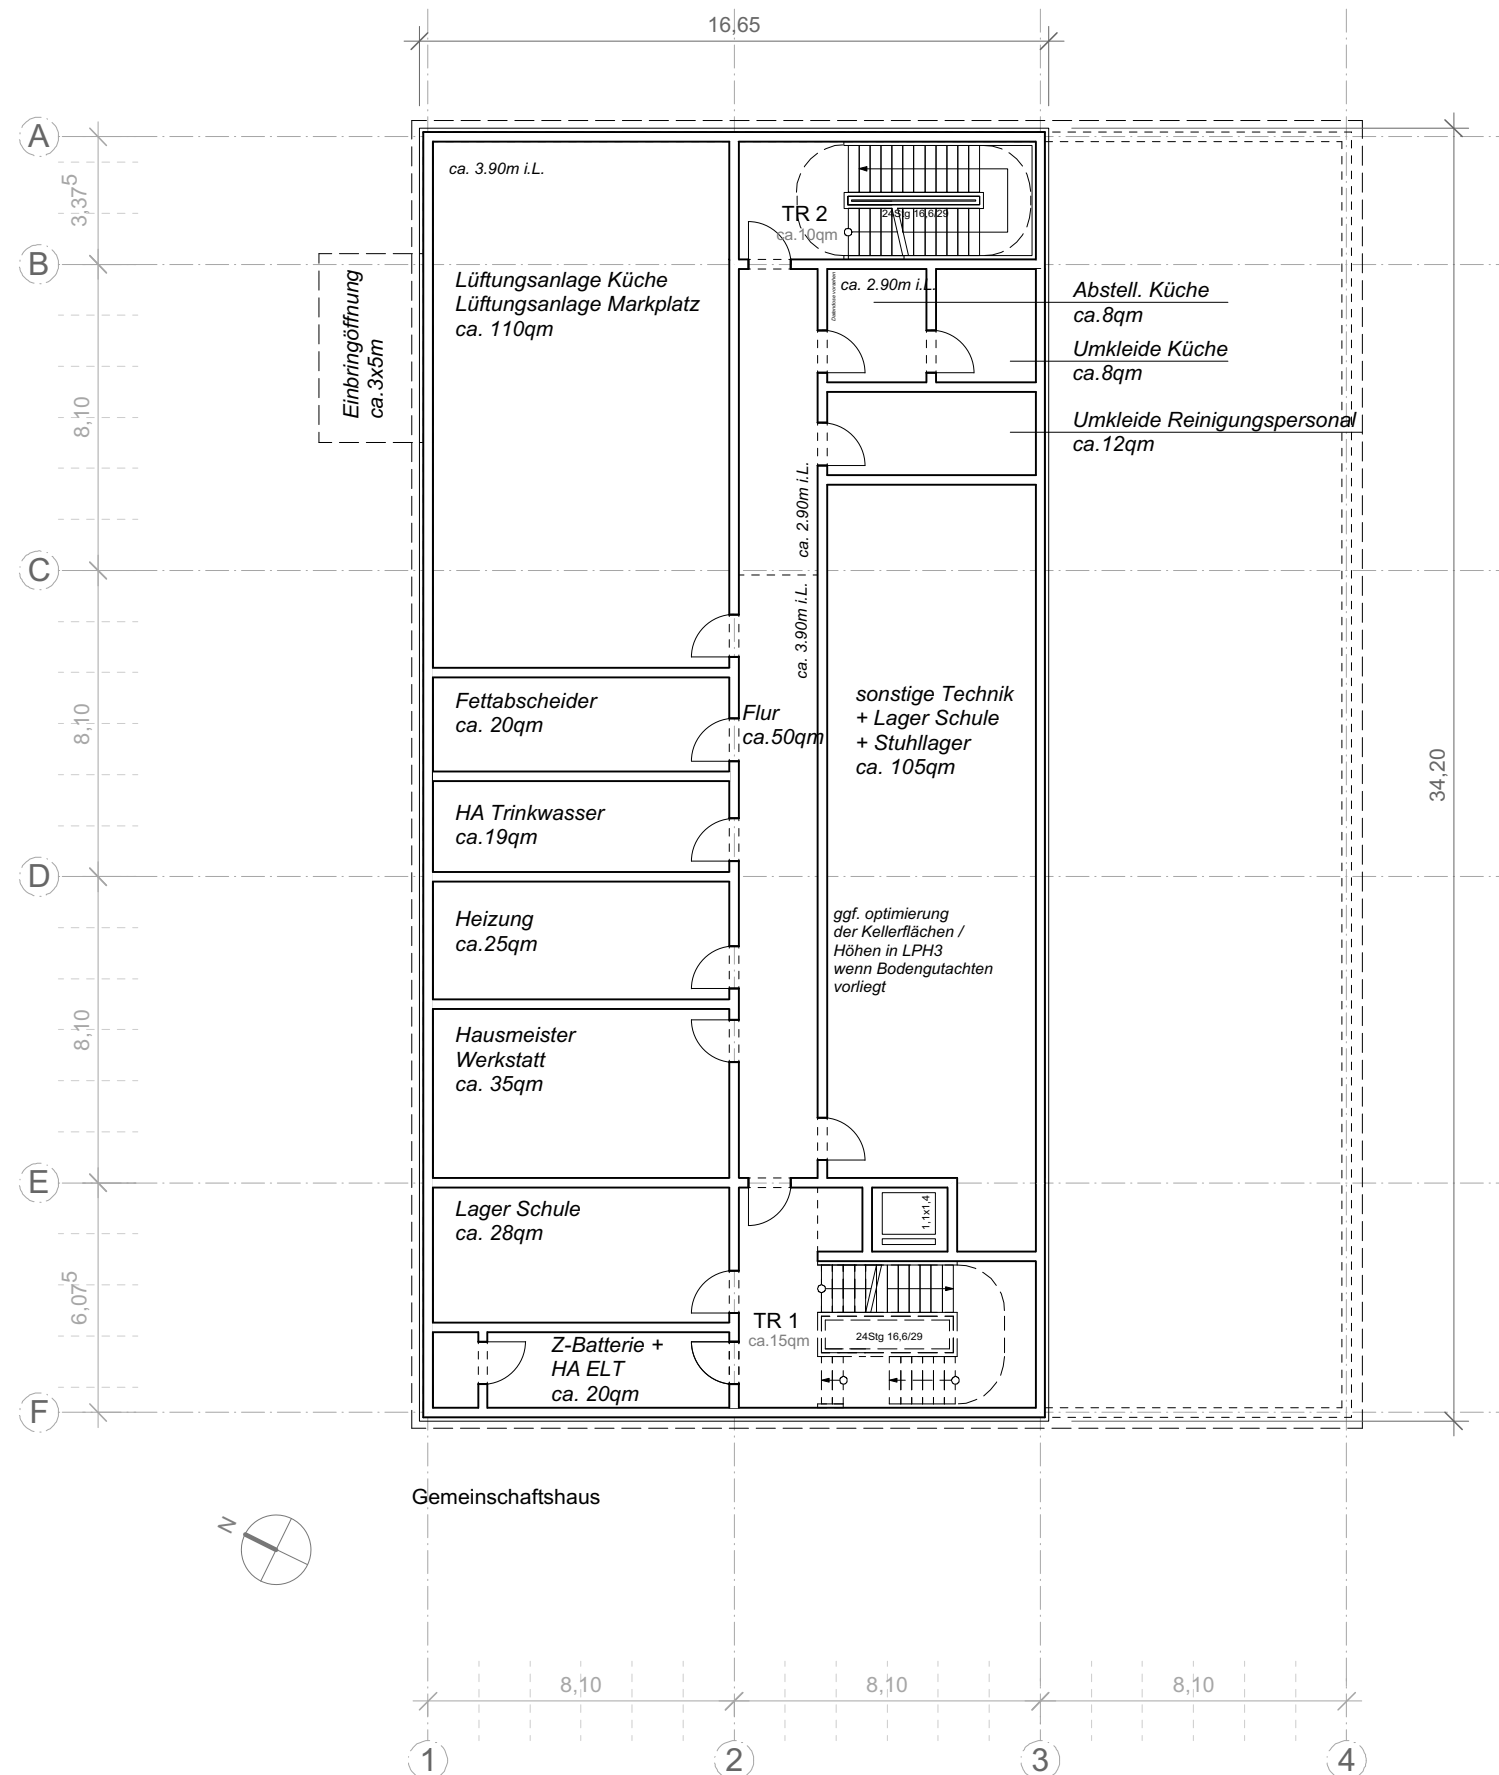 16,65
A
3,37⁵
ca. 3.90m i.L.
TR 2
ca.10qm
24Stg 16,6/29
B
Einbringöffnung
ca.3x5m
Lüftungsanlage Küche
Lüftungsanlage Markplatz
ca. 110qm
ca. 2.90m i.L.
Abstell. Küche
ca.8qm
Umkleide Küche
ca.8qm
Umkleide Reinigungspersonal
ca.12qm
8,10
ca. 2.90m i.L.
C
ca. 3.90m i.L.
Fettabscheider
ca. 20qm
Flur
ca.50qm
sonstige Technik
+ Lager Schule
+ Stuhllager
ca. 105qm
8,10
34,20
HA Trinkwasser
ca.19qm
D
Heizung
ca.25qm
ggf. optimierung
der Kellerflächen /
Höhen in LPH3
wenn Bodengutachten
vorliegt
8,10
Hausmeister
Werkstatt
ca. 35qm
E
Lager Schule
ca. 28qm
1,1x1,4
6,07⁵
TR 1
ca.15qm
24Stg 16,6/29
Z-Batterie +
HA ELT
ca. 20qm
F
Gemeinschaftshaus
N
8,10
8,10
8,10
1
2
3
4